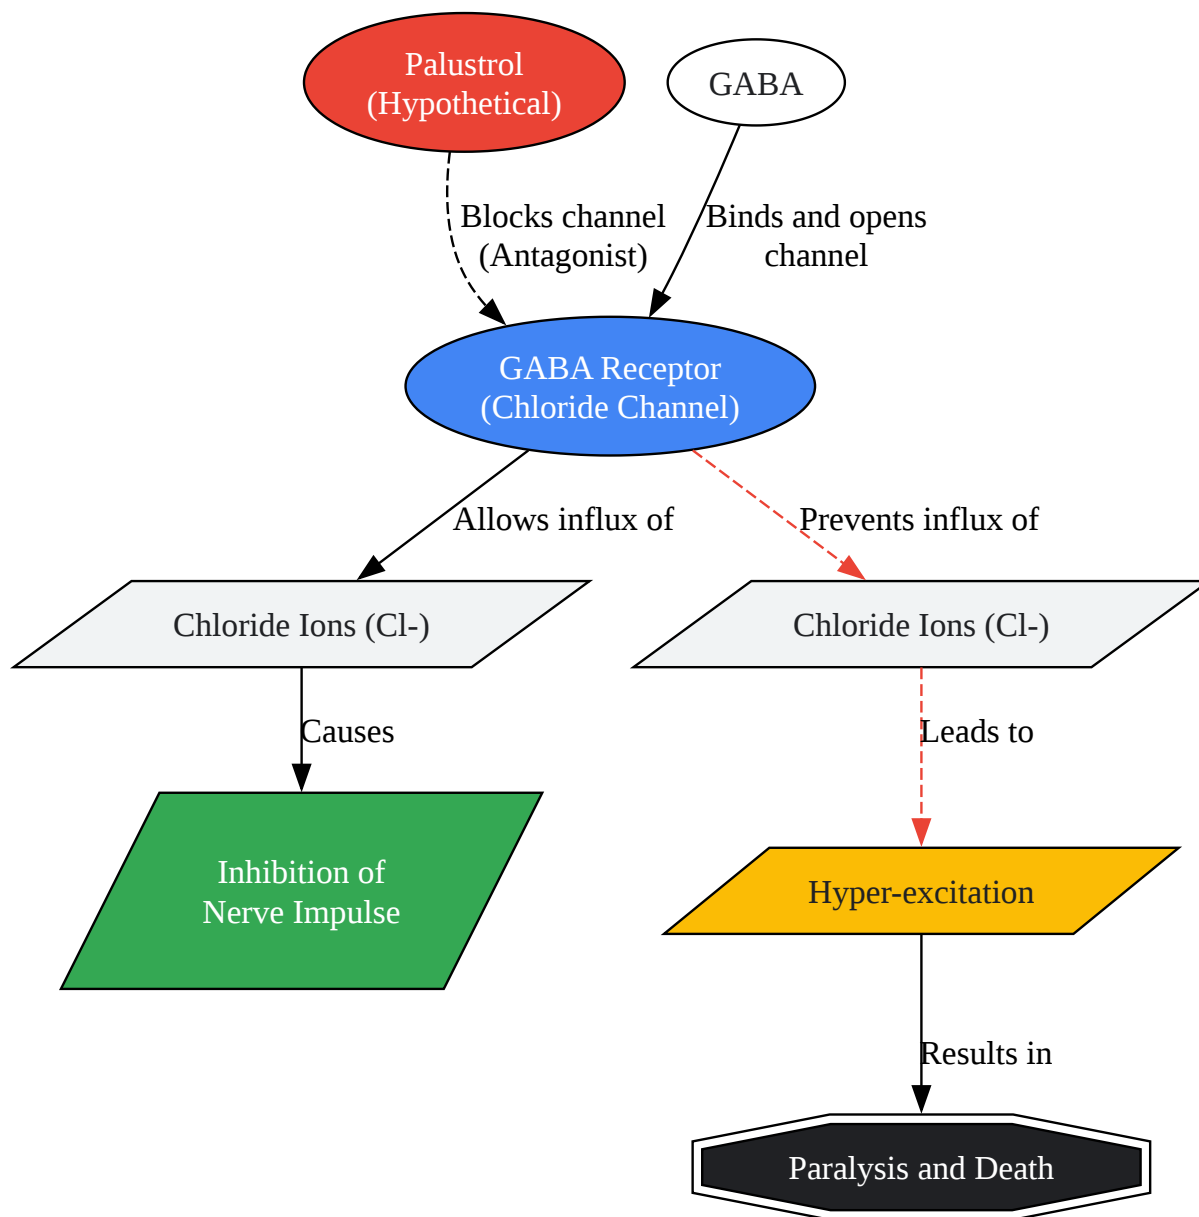 Palustrol
(Hypothetical)
GABA
Blocks channel
(Antagonist)
Binds and opens
channel
GABA Receptor
(Chloride Channel)
Allows influx of
Prevents influx of
Chloride Ions (Cl-)
Chloride Ions (Cl-)
Causes
Leads to
Inhibition of
Nerve Impulse
Hyper-excitation
Results in
Paralysis and Death